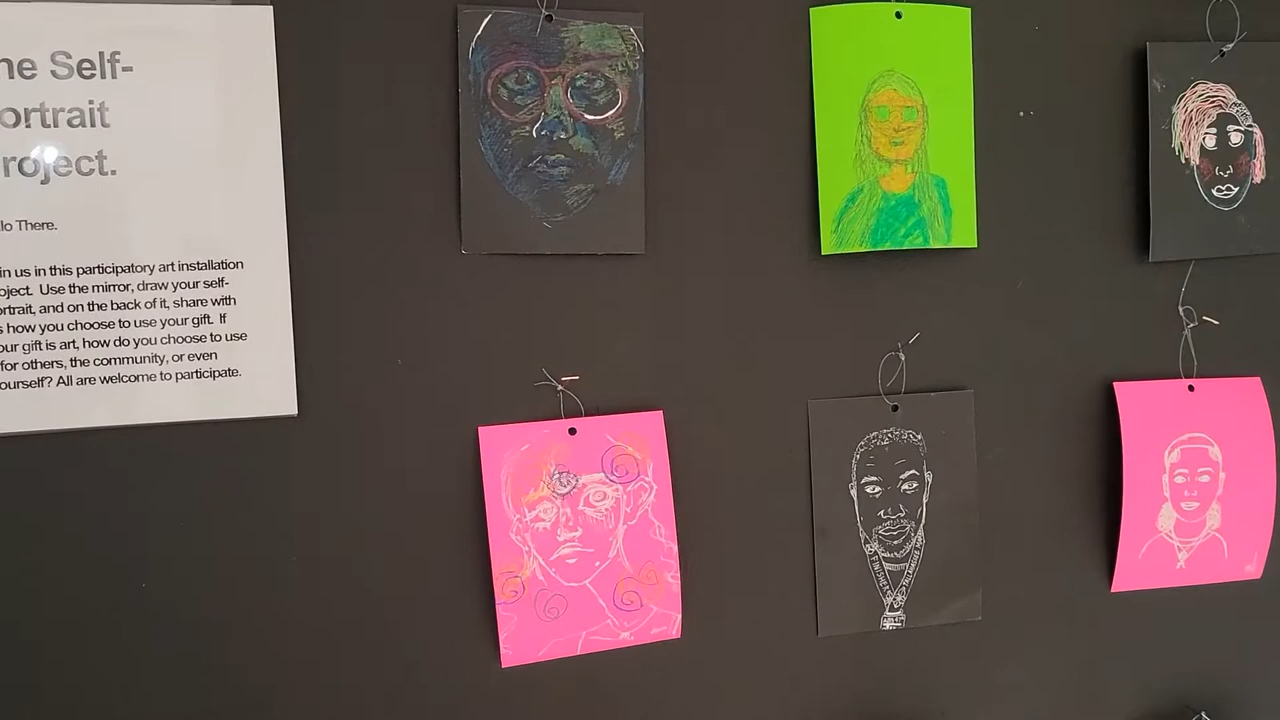 he Self-
ortrait
roject.
lo There.
in us in this participatory art installation
oject. Use the mirror, draw your self-
ortrait, and on the back of it, share with
s how you choose to use your gift. If
our gift is art, how do you choose to use
for others, the community, or even
ourself? All are welcome to participate.
FINISHER